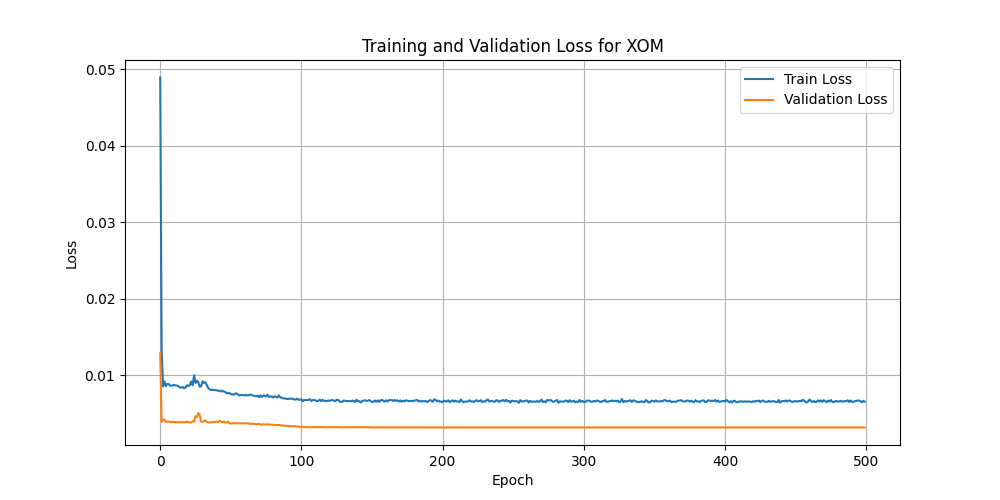 Training and Validation Loss for XOM
Train Loss
Validation Loss
0.05
0.04
0.03
0.02
0.01
Loss
0 100 200 300 400 500
Epoch